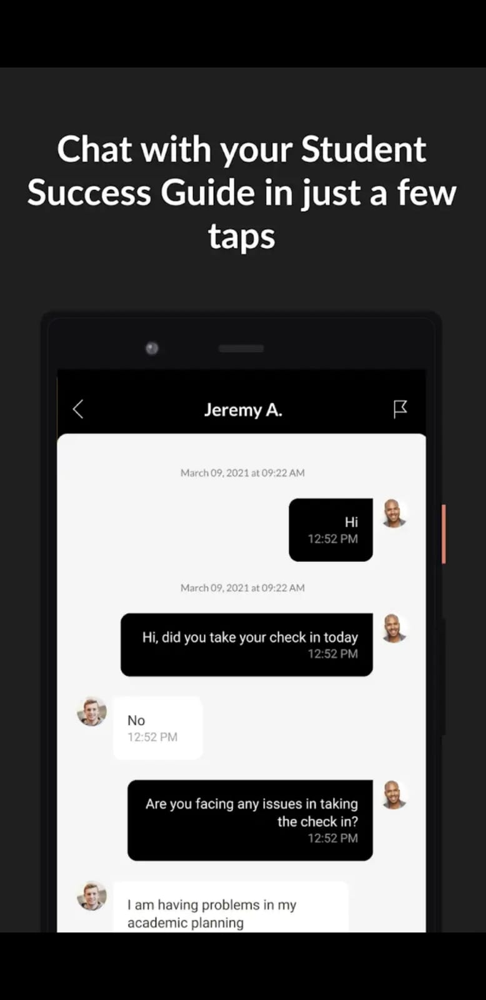 Chat with your Student
Success Guide in just a few
taps
Jeremy A.
March 09, 2021 at 09:22 AM
Hi
12:52 PM
March 09, 2021 at 09:22 AM
Hi, did you take your check in today
12:52 PM
No
12:52 PM
Are you facing any issues in taking
the check in?
12:52 PM
I am having problems in my
academic planning